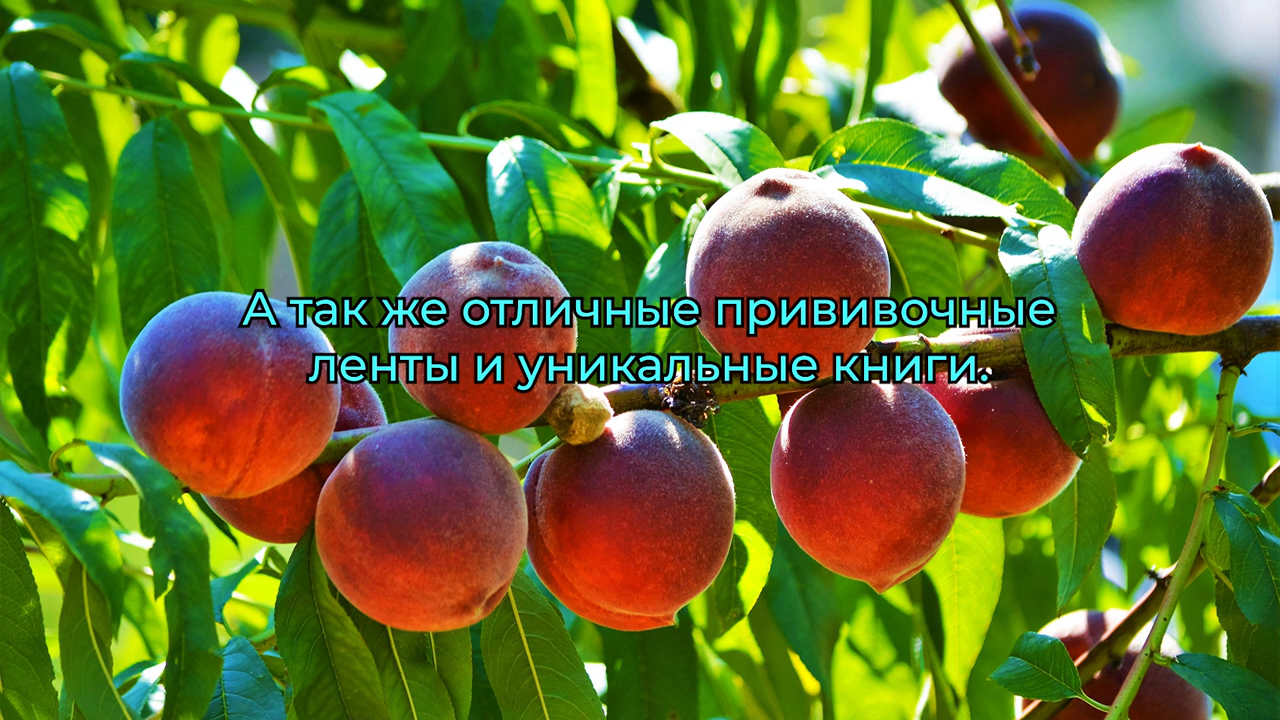 А так же отличные прививочные
ленты и уникальные книги.